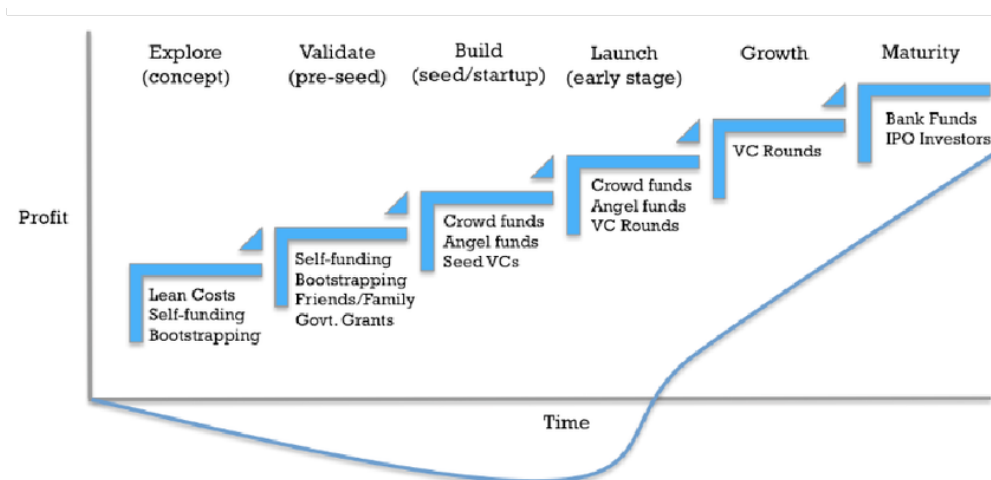 Explore
(concept)
Validate
(pre-seed)
Build
(seed/startup)
Launch
(early stage)
Growth
Maturity
Profit
Lean Costs
Self-funding
Bootstrapping
Self-funding
Bootstrapping
Friends/Family
Govt. Grants
Crowd funds
Angel funds
Seed VCs
Crowd funds
Angel funds
VC Rounds
VC Rounds
Bank Funds
IPO Investors
Time